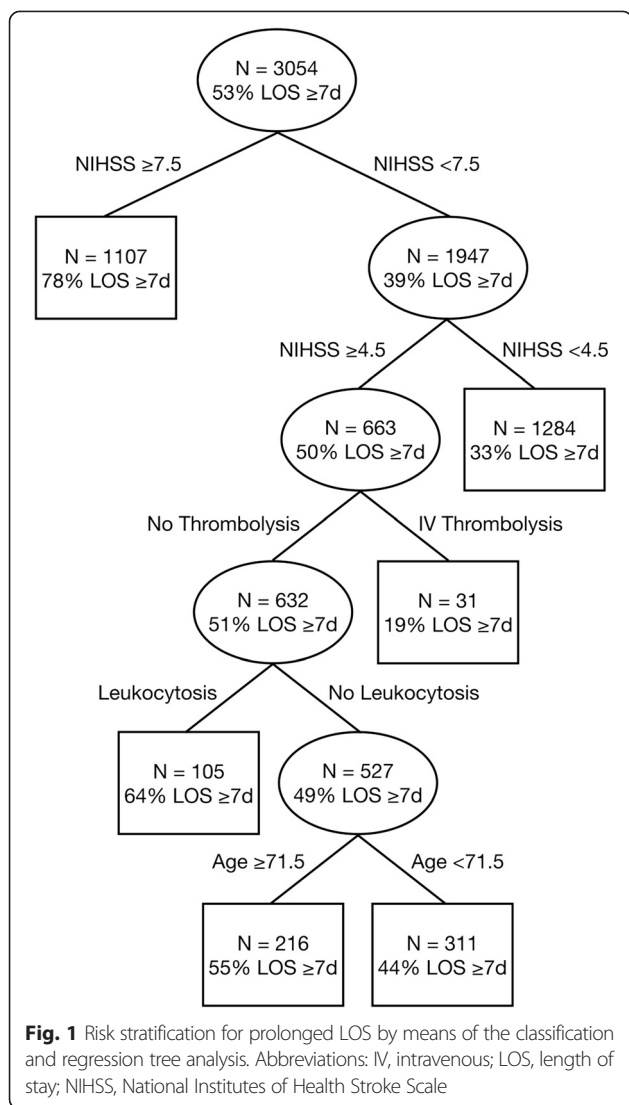 N = 3054
53% LOS ≥7d
NIHSS ≥7.5
NIHSS <7.5
N = 1107
78% LOS ≥7d
N = 1947
39% LOS ≥7d
NIHSS ≥4.5
NIHSS <4.5
N = 663
50% LOS ≥7d
N = 1284
33% LOS ≥7d
No Thrombolysis
IV Thrombolysis
N = 632
51% LOS ≥7d
N = 31
19% LOS ≥7d
Leukocytosis
No Leukocytosis
N = 105
64% LOS ≥7d
N = 527
49% LOS ≥7d
Age ≥71.5
Age <71.5
N = 216
55% LOS ≥7d
N = 311
44% LOS ≥7d
Fig. 1 Risk stratification for prolonged LOS by means of the classification
and regression tree analysis. Abbreviations: IV, intravenous; LOS, length of
stay; NIHSS, National Institutes of Health Stroke Scale